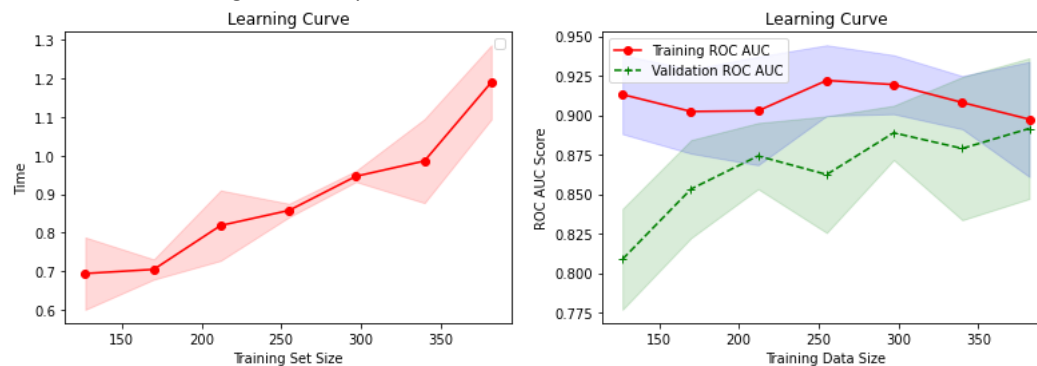 Learning Curve
1.3
1.2
1.1
1.0
0.9
0.8
0.7
0.6
Time
150 200 250 300 350
Training Set Size
Learning Curve
Training ROC AUC
Validation ROC AUC
0.950
0.925
0.900
0.875
0.850
0.825
0.800
0.775
ROC AUC Score
150 200 250 300 350
Training Data Size